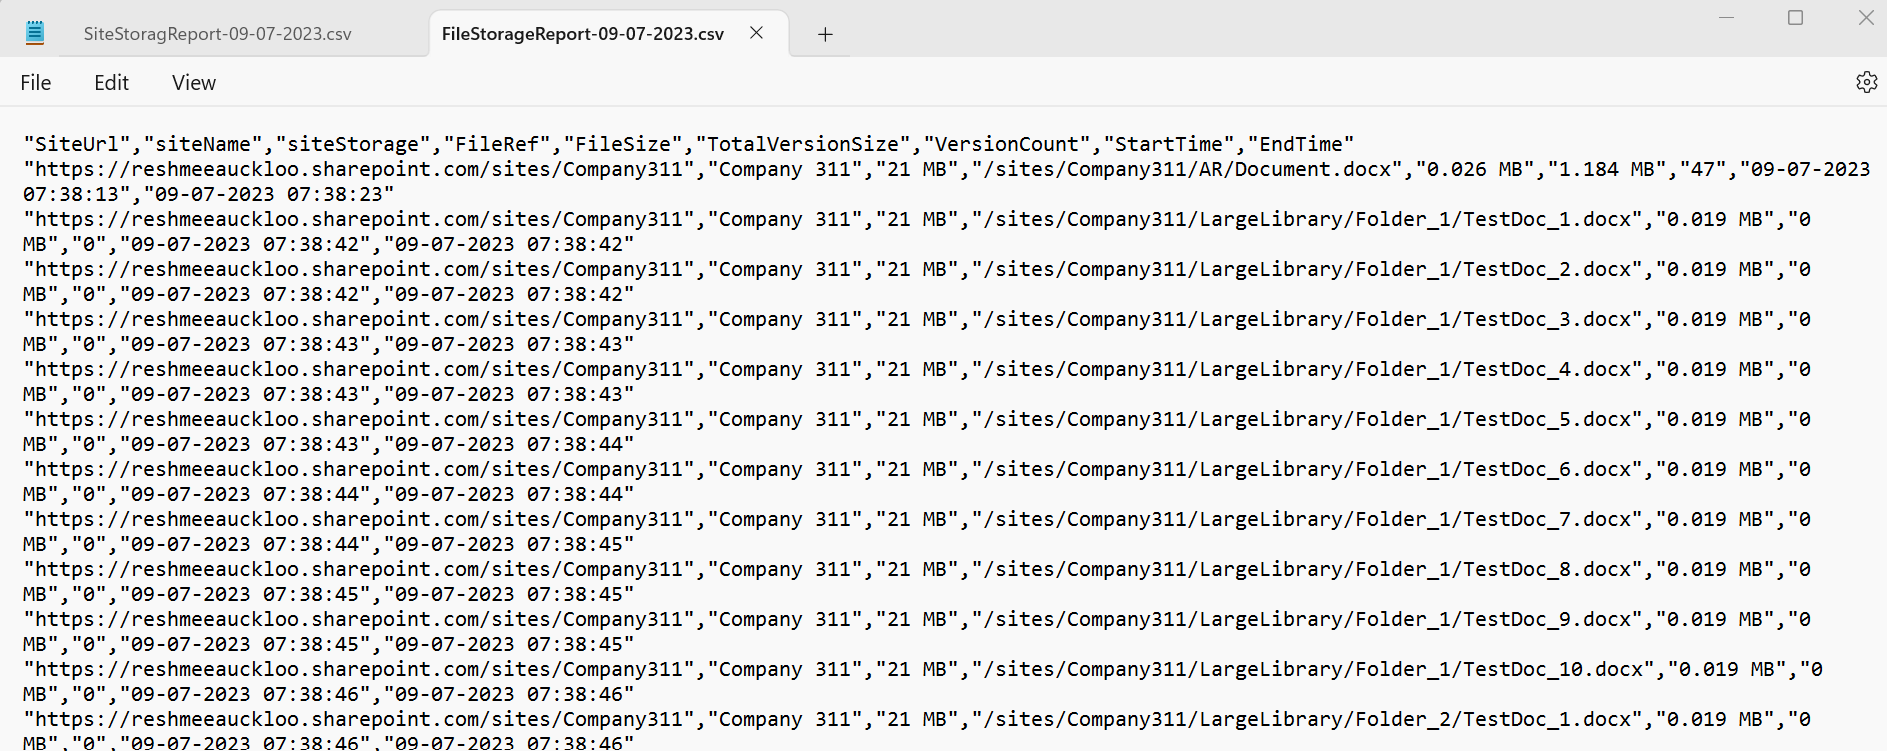 SiteStoragReport-09-07-2023.csv
FileStorageReport-09-07-2023.csv
File Edit View
"SiteUrl","siteName","siteStorage","FileRef","FileSize","TotalVersionSize","VersionCount","StartTime","EndTime"
"https://reshmeeauckloo.sharepoint.com/sites/Company311","Company 311","21 MB","/sites/Company311/AR/Document.docx","0.026 MB","1.184 MB","47","09-07-2023
07:38:13","09-07-2023 07:38:23"
"https://reshmeeauckloo.sharepoint.com/sites/Company311","Company 311","21 MB","/sites/Company311/LargeLibrary/Folder_1/TestDoc_1.docx","0.019 MB","0
MB","0","09-07-2023 07:38:42","09-07-2023 07:38:42"
"https://reshmeeauckloo.sharepoint.com/sites/Company311","Company 311","21 MB","/sites/Company311/LargeLibrary/Folder_1/TestDoc_2.docx","0.019 MB","0
MB","0","09-07-2023 07:38:42","09-07-2023 07:38:42"
"https://reshmeeauckloo.sharepoint.com/sites/Company311","Company 311","21 MB","/sites/Company311/LargeLibrary/Folder_1/TestDoc_3.docx","0.019 MB","0
MB","0","09-07-2023 07:38:43","09-07-2023 07:38:43"
"https://reshmeeauckloo.sharepoint.com/sites/Company311","Company 311","21 MB","/sites/Company311/LargeLibrary/Folder_1/TestDoc_4.docx","0.019 MB","0
MB","0","09-07-2023 07:38:43","09-07-2023 07:38:43"
"https://reshmeeauckloo.sharepoint.com/sites/Company311","Company 311","21 MB","/sites/Company311/LargeLibrary/Folder_1/TestDoc_5.docx","0.019 MB","0
MB","0","09-07-2023 07:38:43","09-07-2023 07:38:44"
"https://reshmeeauckloo.sharepoint.com/sites/Company311","Company 311","21 MB","/sites/Company311/LargeLibrary/Folder_1/TestDoc_6.docx","0.019 MB","0
MB","0","09-07-2023 07:38:44","09-07-2023 07:38:44"
"https://reshmeeauckloo.sharepoint.com/sites/Company311","Company 311","21 MB","/sites/Company311/LargeLibrary/Folder_1/TestDoc_7.docx","0.019 MB","0
MB","0","09-07-2023 07:38:44","09-07-2023 07:38:45"
"https://reshmeeauckloo.sharepoint.com/sites/Company311","Company 311","21 MB","/sites/Company311/LargeLibrary/Folder_1/TestDoc_8.docx","0.019 MB","0
MB","0","09-07-2023 07:38:45","09-07-2023 07:38:45"
"https://reshmeeauckloo.sharepoint.com/sites/Company311","Company 311","21 MB","/sites/Company311/LargeLibrary/Folder_1/TestDoc_9.docx","0.019 MB","0
MB","0","09-07-2023 07:38:45","09-07-2023 07:38:45"
"https://reshmeeauckloo.sharepoint.com/sites/Company311","Company 311","21 MB","/sites/Company311/LargeLibrary/Folder_1/TestDoc_10.docx","0.019 MB","0
MB","0","09-07-2023 07:38:46","09-07-2023 07:38:46"
"https://reshmeeauckloo.sharepoint.com/sites/Company311","Company 311","21 MB","/sites/Company311/LargeLibrary/Folder_2/TestDoc_1.docx","0.019 MB","0
MB","0","09-07-2023 07:38:46","09-07-2023 07:38:46"